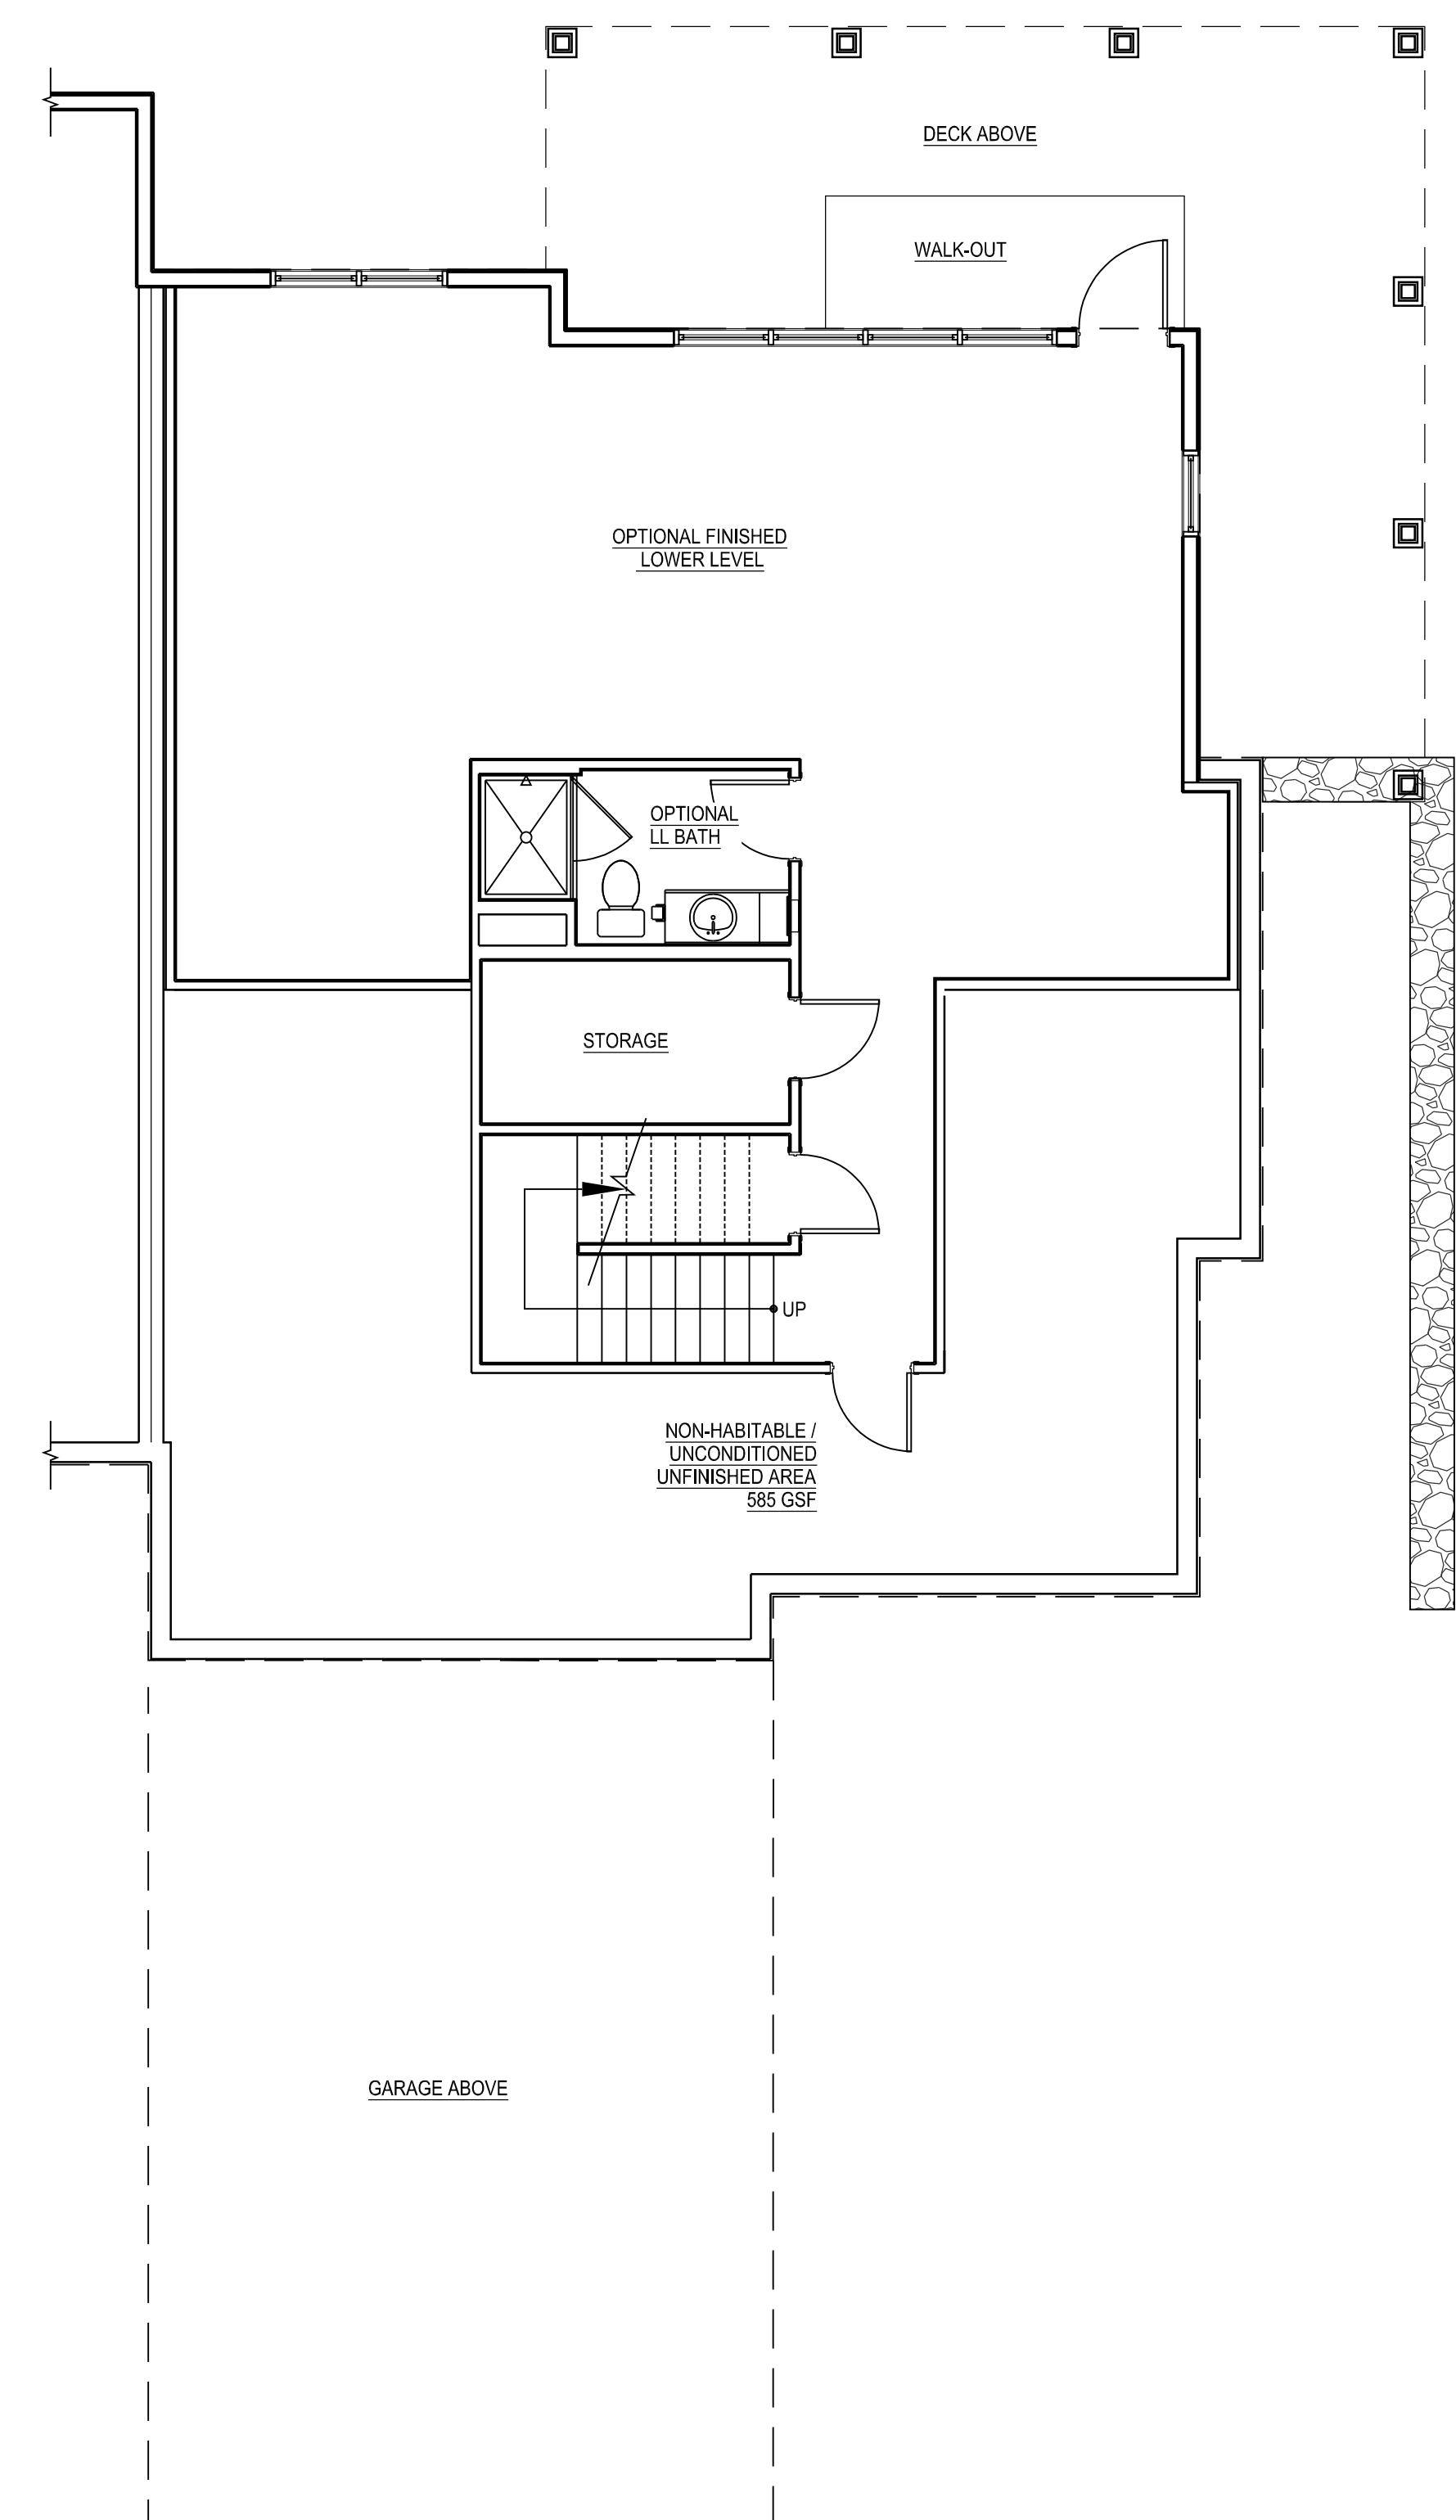 DECK ABOVE
WALK-OUT
OPTIONAL FINISHED
LOWER LEVEL
OPTIONAL
LL BATH
STORAGE
UP
NON-HABITABLE /
UNCONDITIONED
UNFINISHED AREA
585 GSF
GARAGE ABOVE